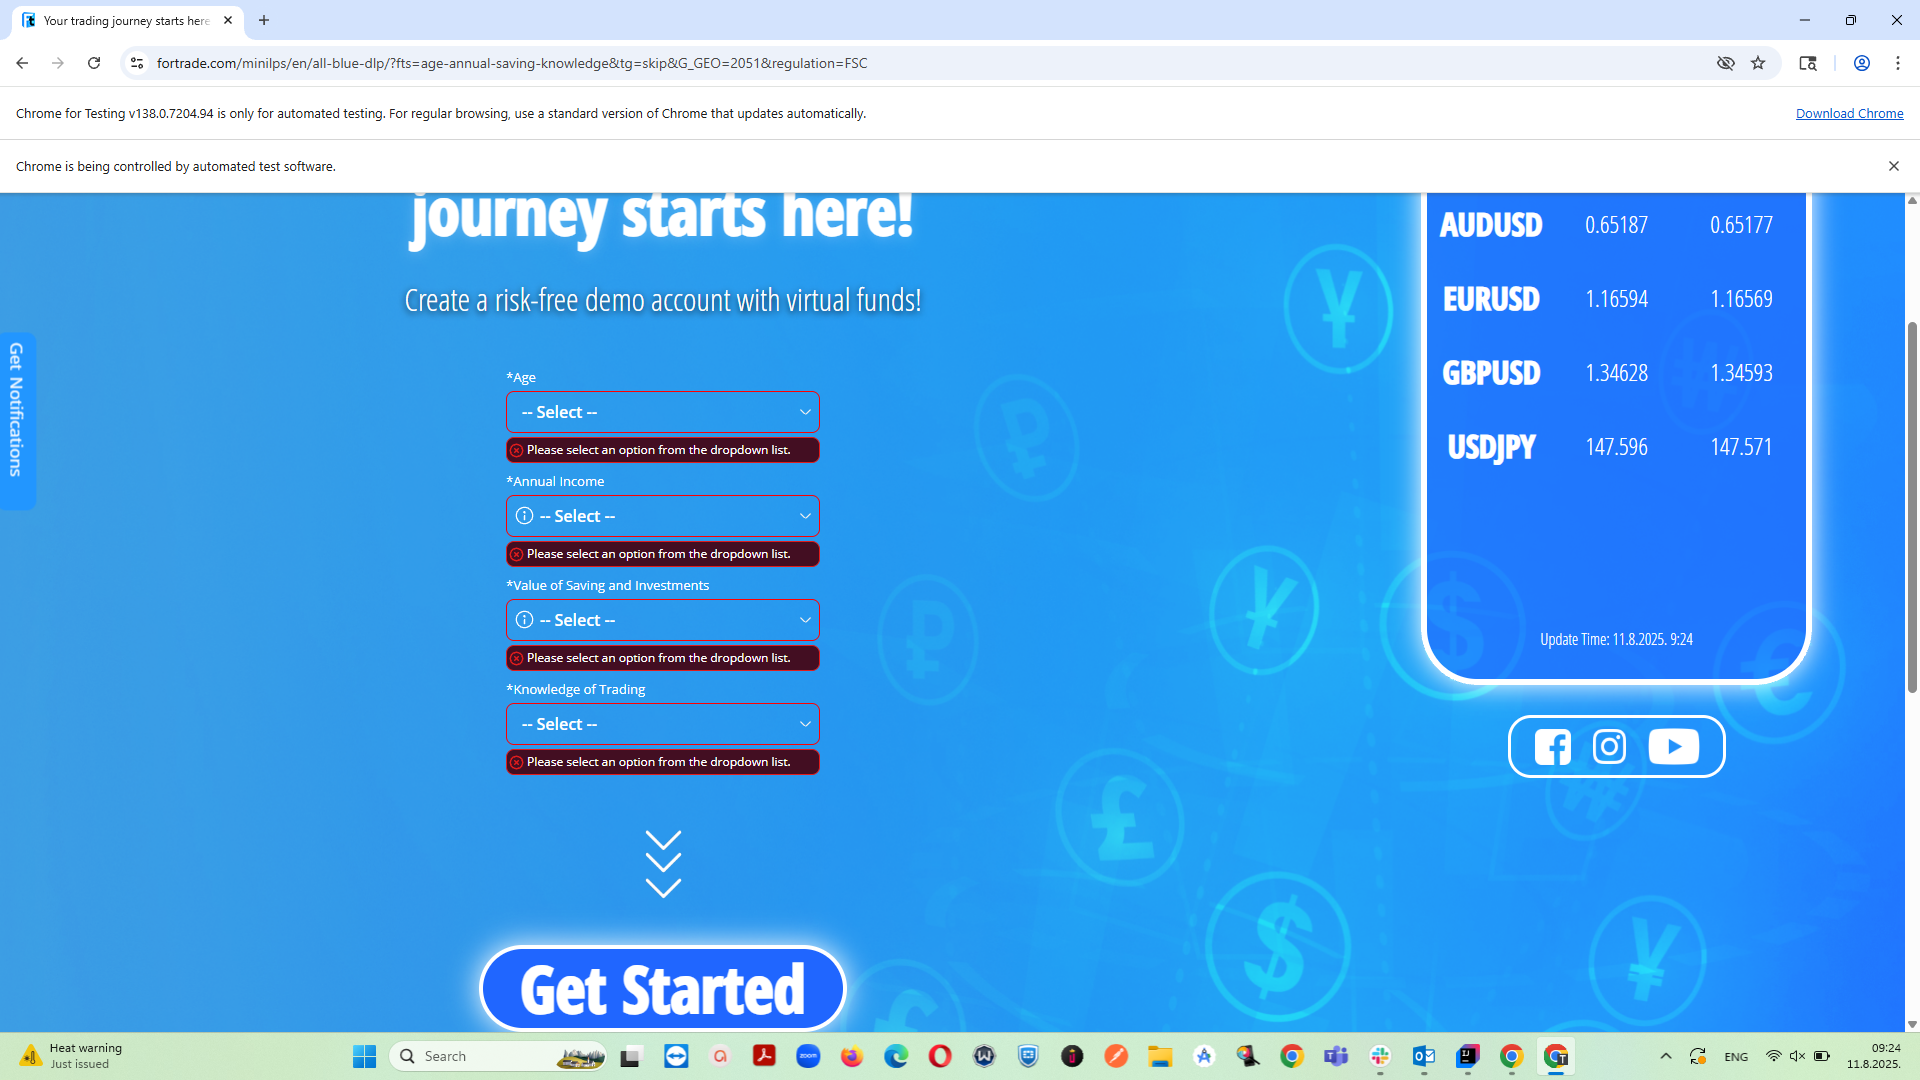 Your trading journey starts here
fortrade.com/minilps/en/all-blue-dlp/?fts=age-annual-saving-knowledge&tg=skip&G_GEO=2051&regulation=FSC
Chrome for Testing v138.0.7204.94 is only for automated testing. For regular browsing, use a standard version of Chrome that updates automatically.
Download Chrome
Chrome is being controlled by automated test software.
journey starts here!
Create a risk-free demo account with virtual funds!
Get Notifications
*Age
-- Select --
Please select an option from the dropdown list.
*Annual Income
-- Select --
Please select an option from the dropdown list.
*Value of Saving and Investments
-- Select --
Please select an option from the dropdown list.
*Knowledge of Trading
-- Select --
Please select an option from the dropdown list.
Get Started
AUDUSD 0.65187 0.65177
EURUSD 1.16594 1.16569
GBPUSD 1.34628 1.34593
USDJPY 147.596 147.571
Update Time: 11.8.2025. 9:24
Heat warning
Just issued
Search
zoom
ENG
09:24
11.8.2025.